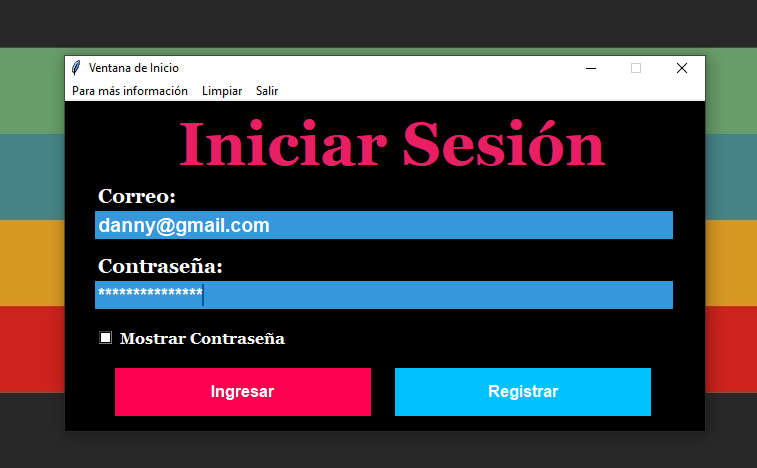 Ventana de Inicio
Para más información Limpiar Salir
Iniciar Sesión
Correo:
danny@gmail.com
Contraseña:
***************
Mostrar Contraseña
Ingresar Registrar